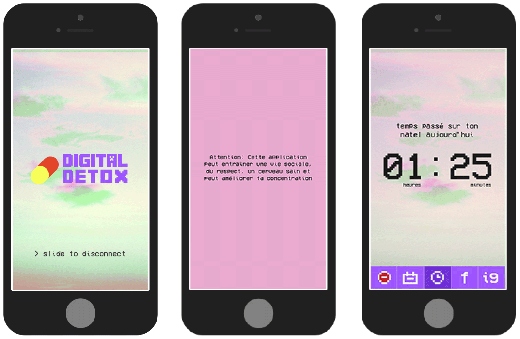 DIGITAL
DETOX
> slide to disconnect
Attention Cette application
Peut entraîner une vie sociale,
du respect, un cerveau sain et
Peut améliorer la concentration
temps passé sur ton
natel aujourd'hui
01:25
heures
minutes
f
ig